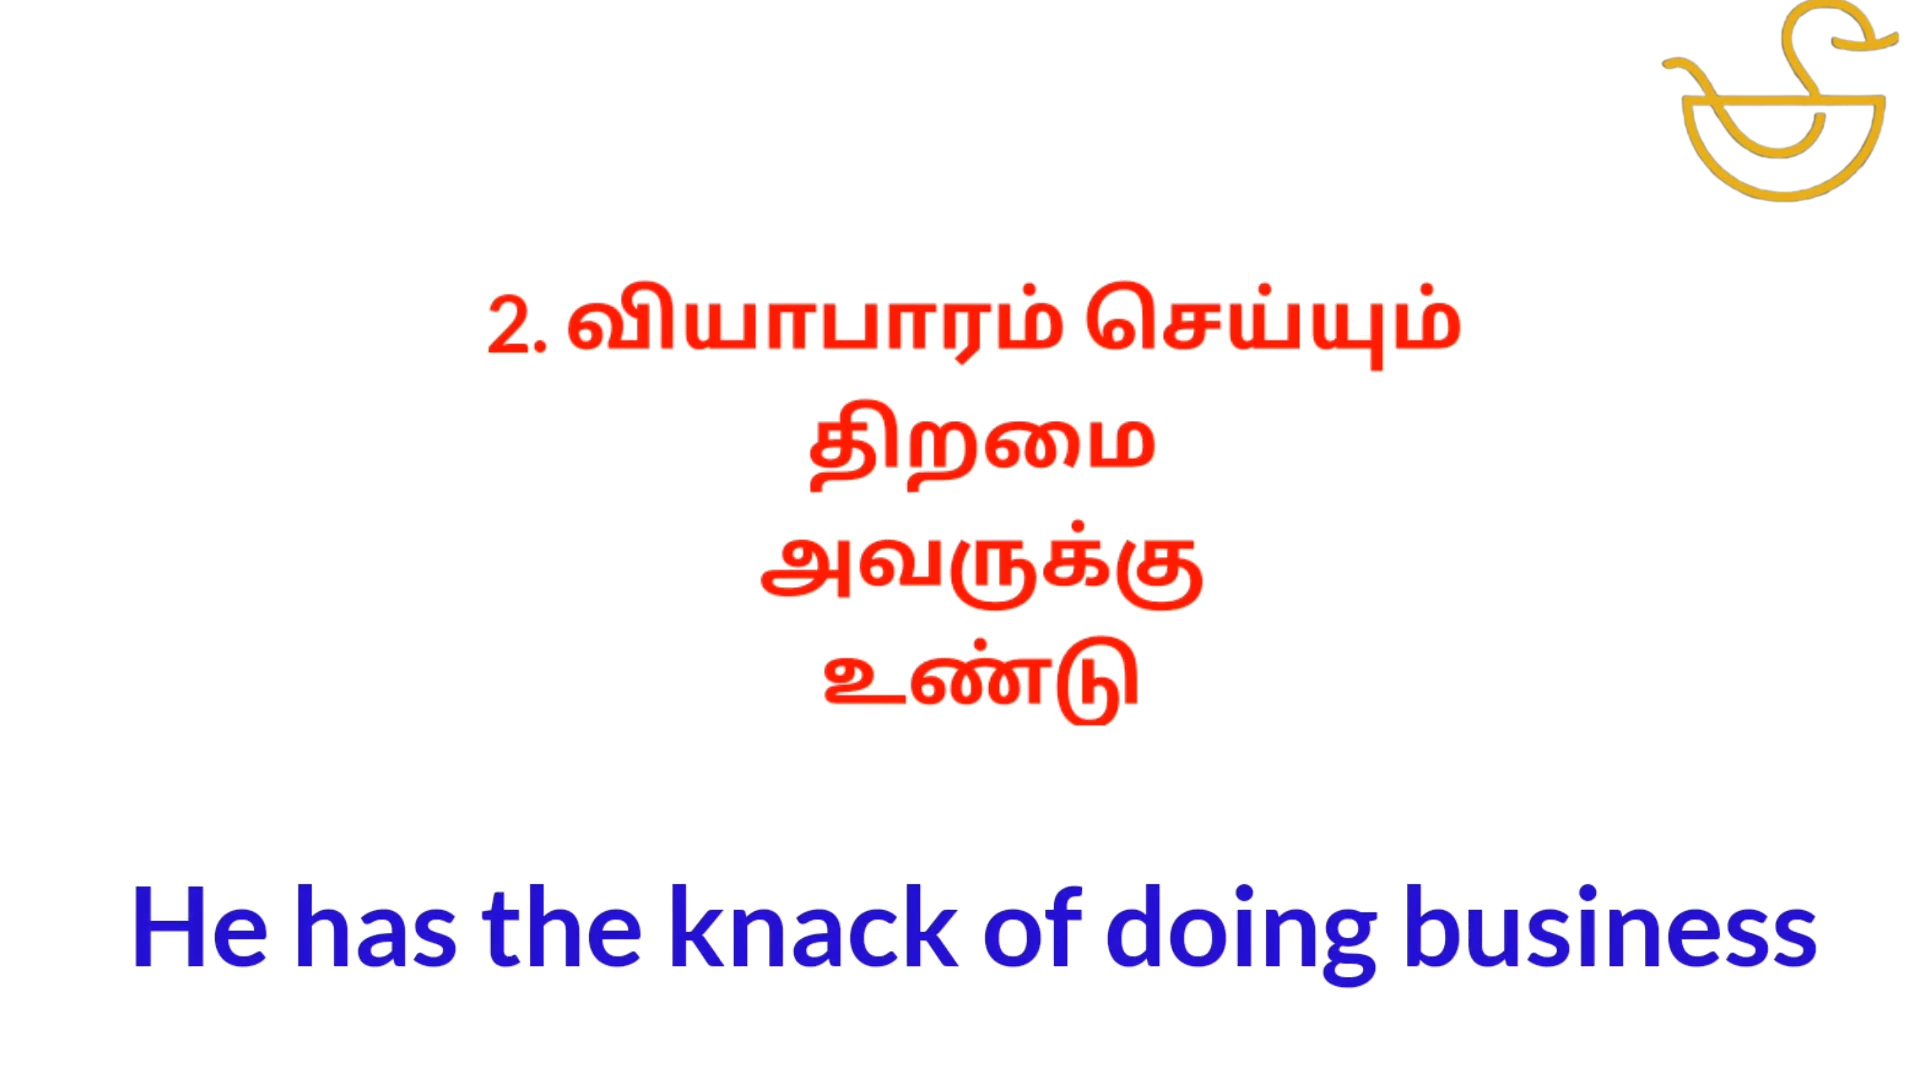 2. வியாபாரம் செய்யும்
திறமை
அவருக்கு
உண்டு
He has the knack of doing business